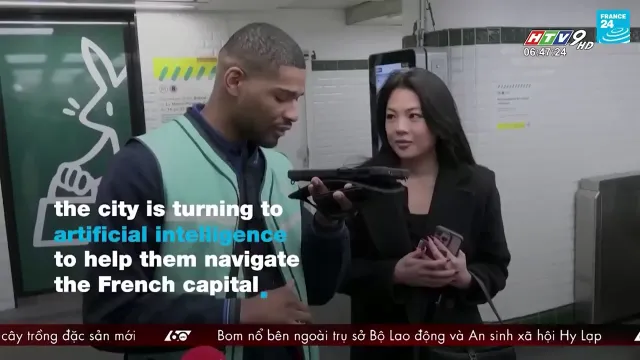 FRANCE
24
HTV9HD
06:47:24
the city is turning to
artificial intelligence
to help them navigate
the French capital.
cây trồng đặc sản mới 60 Bom nổ bên ngoài trụ sở Bộ Lao động và An sinh xã hội Hy Lạp